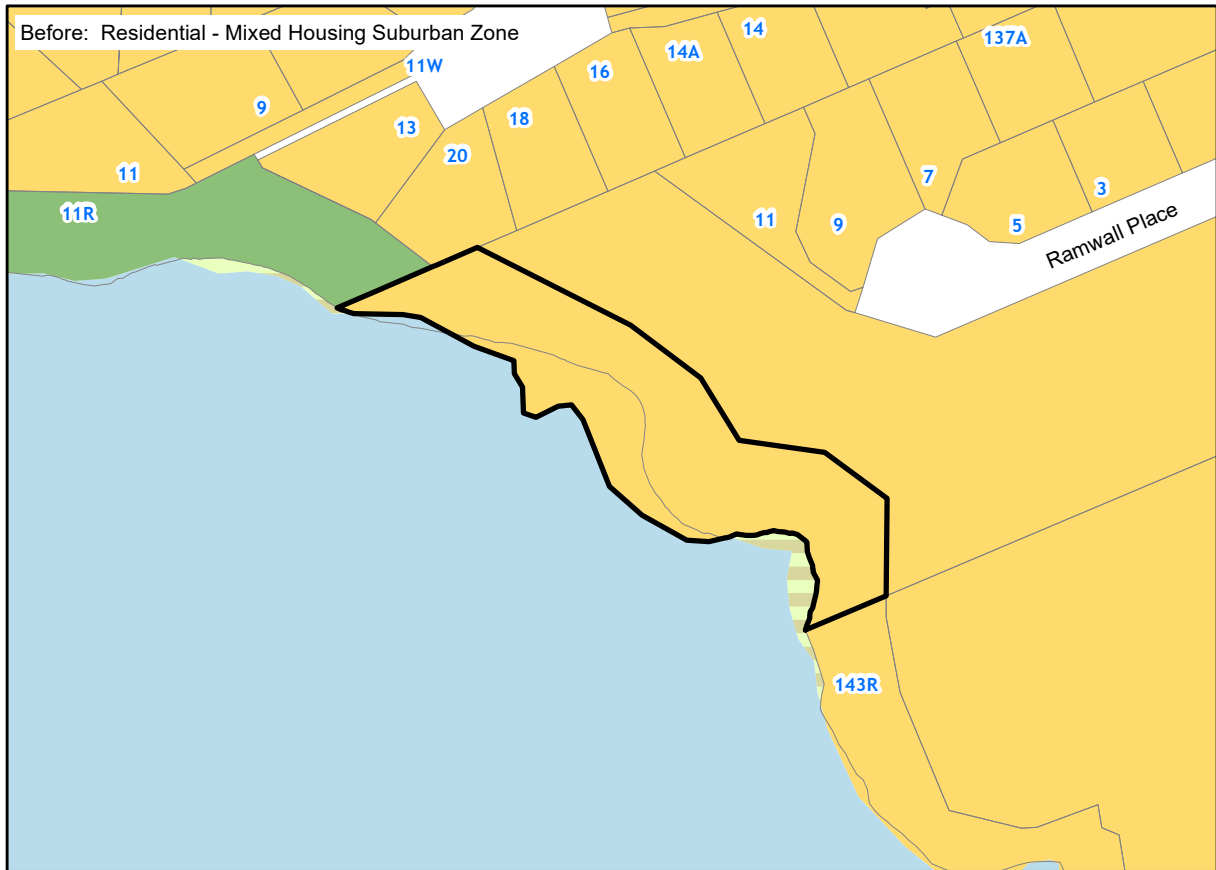 Before: Residential - Mixed Housing Suburban Zone
14
137A
14A
11W
16
9
18
13
20
11
7
3
11R
11
9
5
Ramwall Place
143R